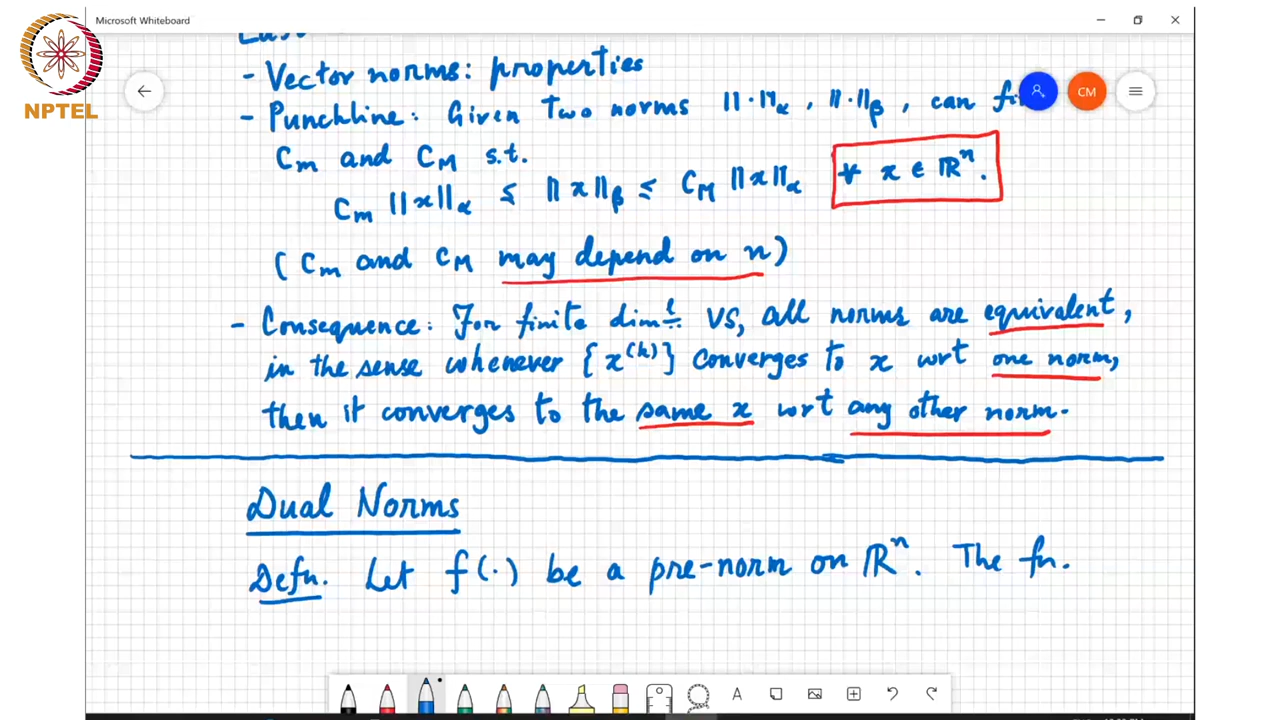 Microsoft Whiteboard
NPTEL
- Vector norms: properties
- Punchline: Given Two norms ||·||α, ||·||β, can
CM
Cm and CM s.t.
Cm ||x||α ≤ ||x||β ≤ CM ||x||α ∀ x ∈ ℝⁿ.
(Cm and CM may depend on n)
- Consequence: For finite diml VS, all norms are equivalent,
in the sense whenever {x^(k)} converges to x wrt one norm,
then it converges to the same x wrt any other norm.
Dual Norms
Defn. Let f(·) be a pre-norm on ℝⁿ. The fn.